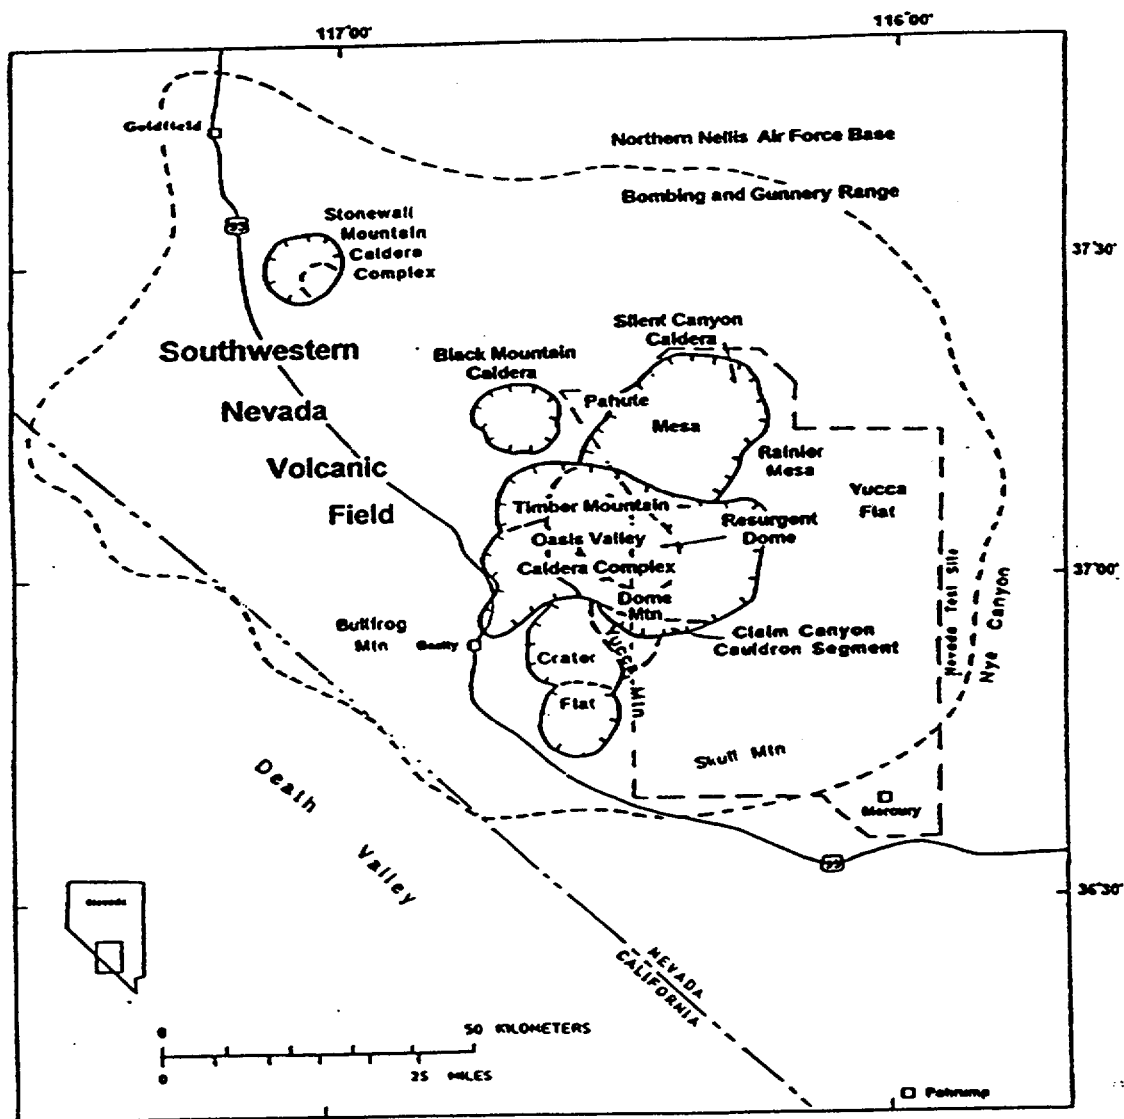 117°00'
116°00'
Goldfield
Northern Nellis Air Force Base
Bombing and Gunnery Range
Stonewall
Mountain
Caldera
Complex
37°30'
Silent Canyon
Caldera
Southwestern
Black Mountain
Caldera
Pahute
Mesa
Nevada
Rainier
Mesa
Volcanic
Yucca
Flat
Field
Timber Mountain
Resurgent
Dome
Oasis Valley
&
Caldera Complex
37°00'
Dome
Mtn
Nevada Test Site
Nye Canyon
Bullfrog
Mtn
Beatty
Claim Canyon
Cauldron Segment
Crater
Yucca Mtn
Flat
Skull Mtn
Death
Mercury
Valley
36°30'
Nevada
NEVADA
CALIFORNIA
0
50 KILOMETERS
0
25 MILES
Pahrump